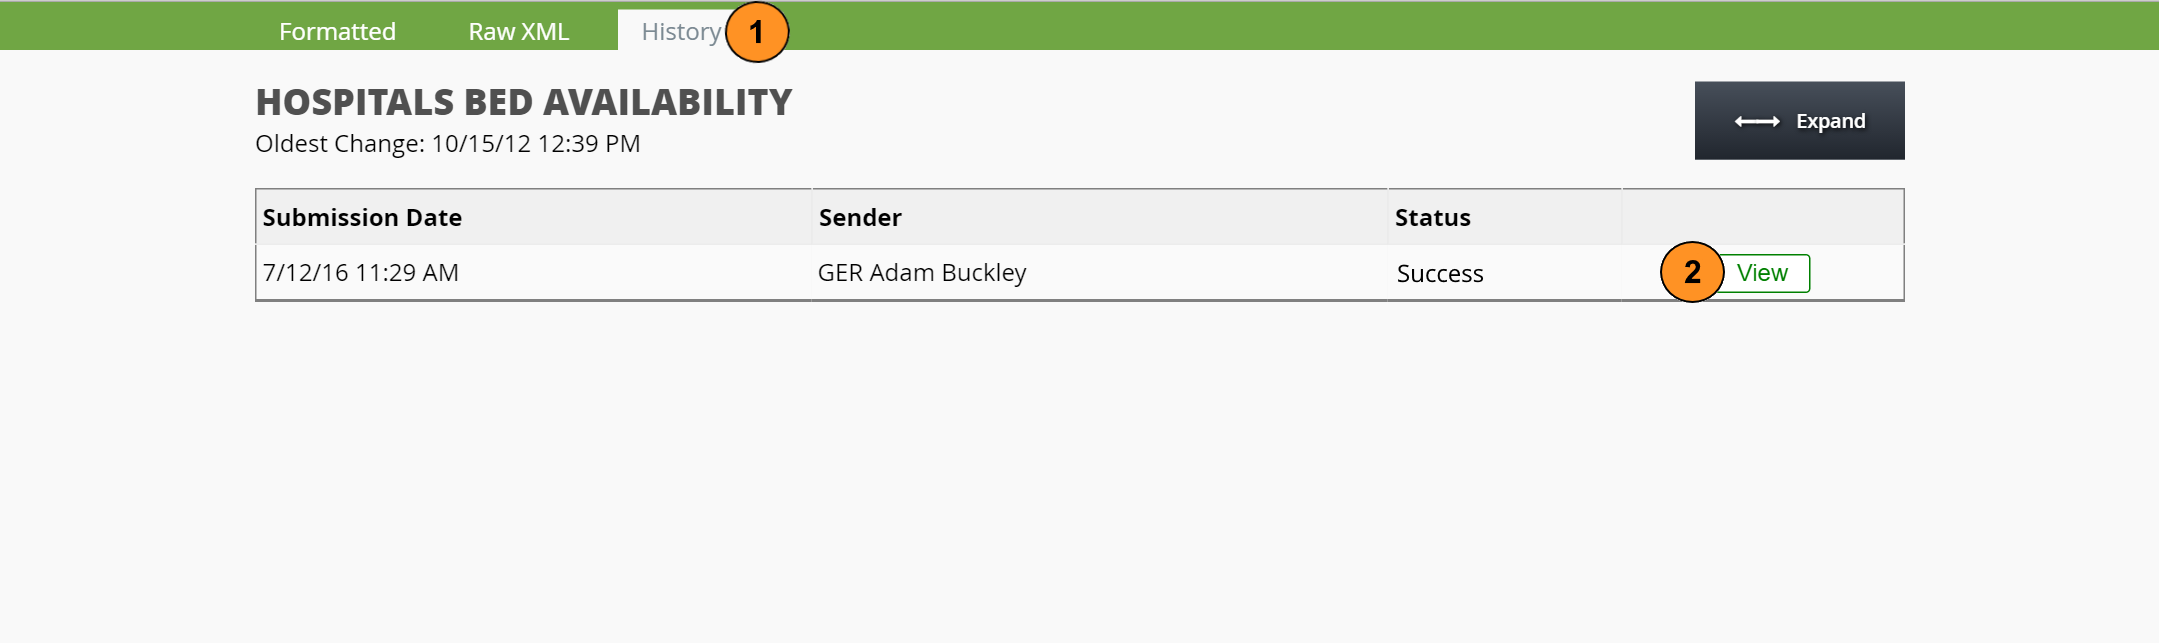 Formatted Raw XML History 1
HOSPITALS BED AVAILABILITY
Oldest Change: 10/15/12 12:39 PM
Expand
Submission Date Sender Status
7/12/16 11:29 AM GER Adam Buckley Success 2 View